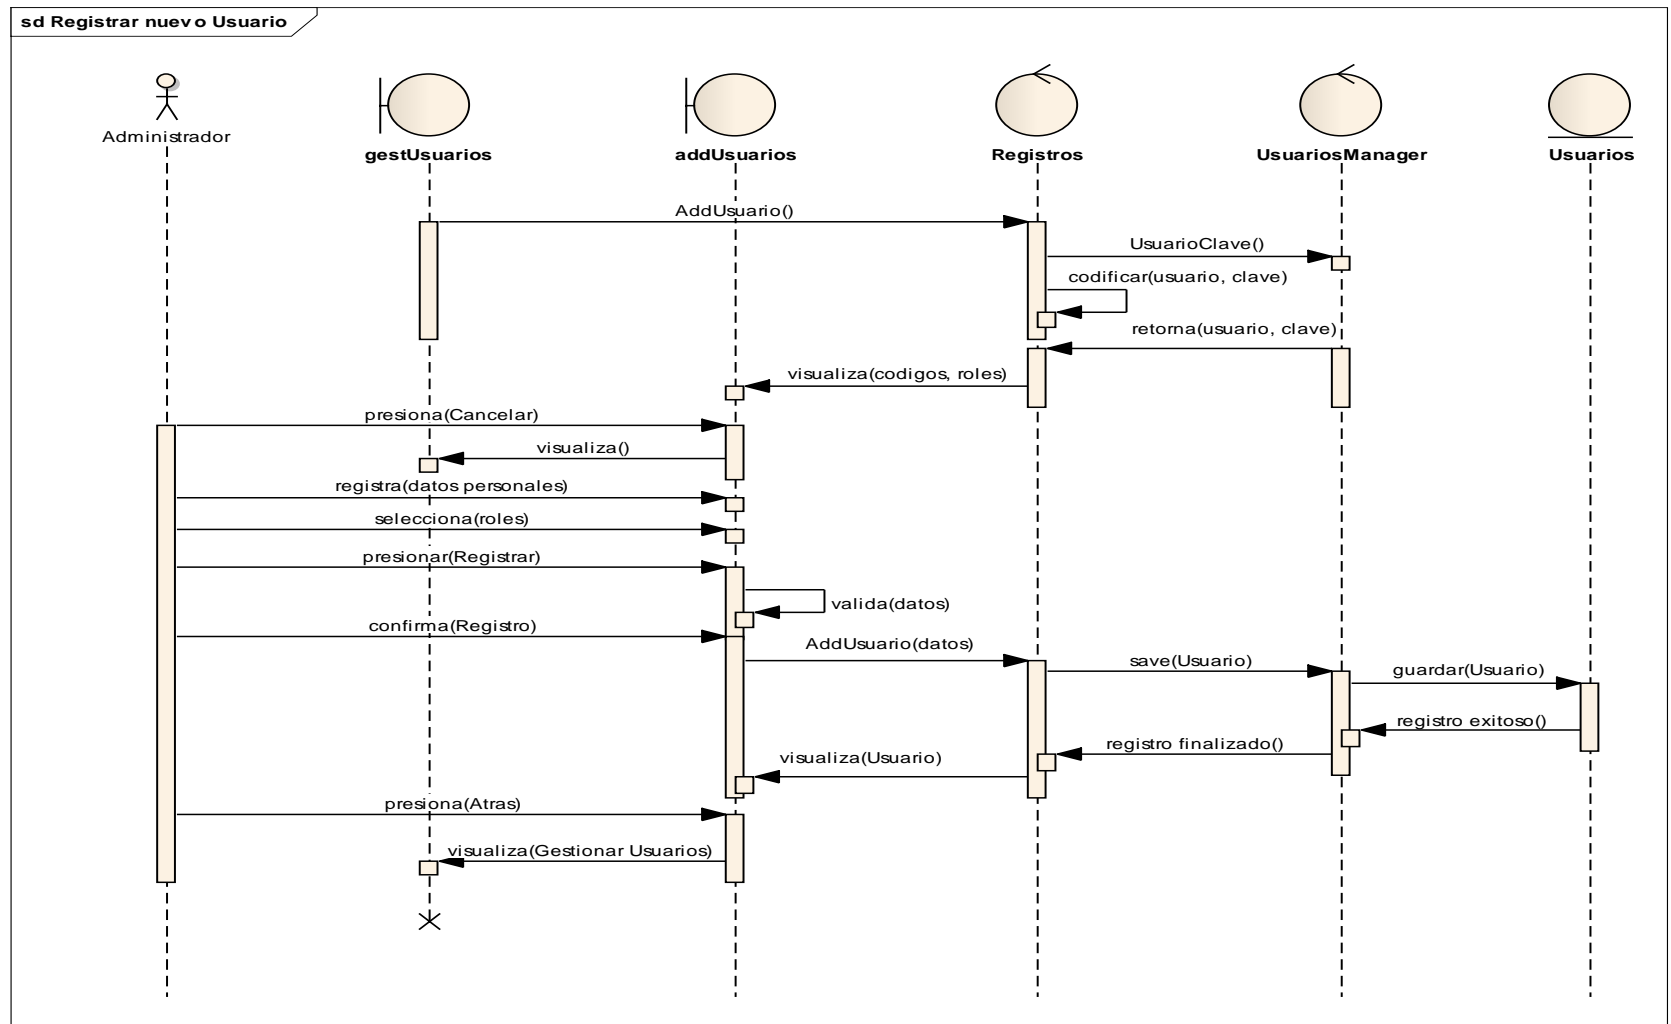 sd Registrar nuevo Usuario
Administrador
gestUsuarios
addUsuarios
Registros
UsuariosManager
Usuarios
AddUsuario()
UsuarioClave()
codificar(usuario, clave)
retorna(usuario, clave)
visualiza(codigos, roles)
presiona(Cancelar)
visualiza()
registra(datos personales)
selecciona(roles)
presionar(Registrar)
valida(datos)
confirma(Registro)
AddUsuario(datos)
save(Usuario)
guardar(Usuario)
registro exitoso()
registro finalizado()
visualiza(Usuario)
presiona(Atras)
visualiza(Gestionar Usuarios)